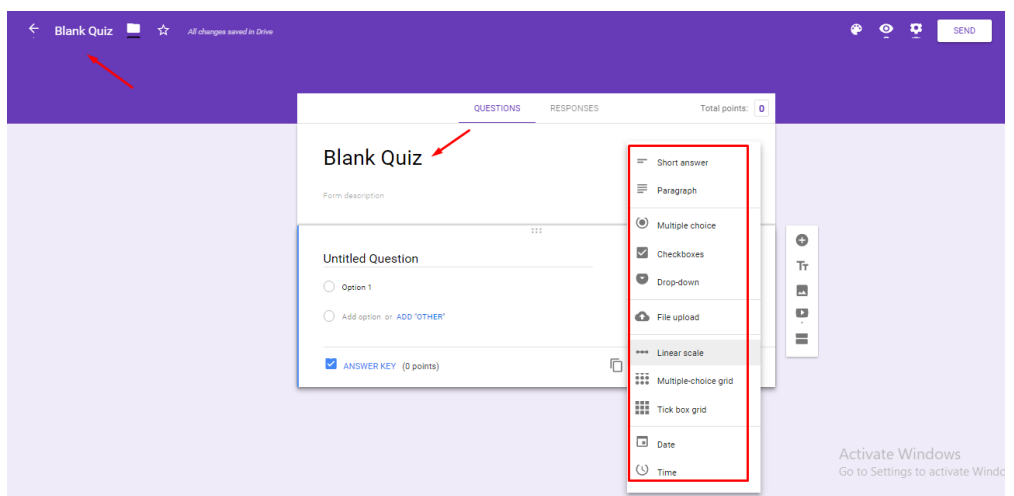 Blank Quiz
All changes saved in Drive
SEND
QUESTIONS RESPONSES Total points: 0
Blank Quiz
Form description
Untitled Question
Option 1
Add option or ADD "OTHER"
ANSWER KEY (0 points)
Short answer
Paragraph
Multiple choice
Checkboxes
Drop-down
File upload
Linear scale
Multiple-choice grid
Tick box grid
Date
Time
Tт
Activate Windows
Go to Settings to activate Windo